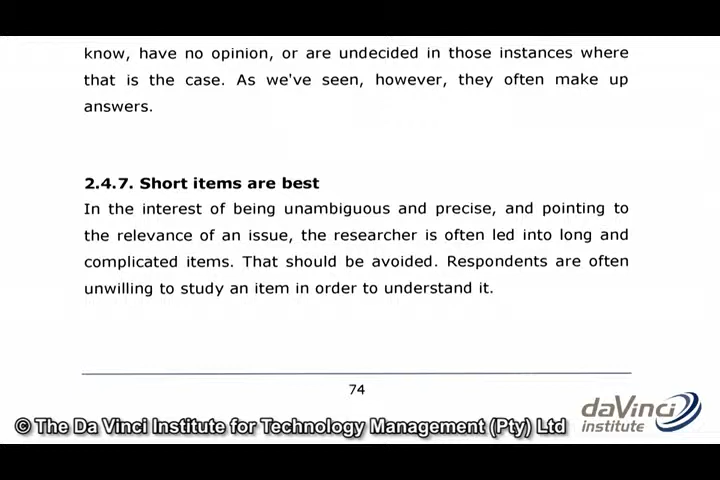 know, have no opinion, or are undecided in those instances where
that is the case. As we've seen, however, they often make up
answers.
2.4.7. Short items are best
In the interest of being unambiguous and precise, and pointing to
the relevance of an issue, the researcher is often led into long and
complicated items. That should be avoided. Respondents are often
unwilling to study an item in order to understand it.
74
© The Da Vinci Institute for Technology Management (Pty) Ltd
daVinci
institute